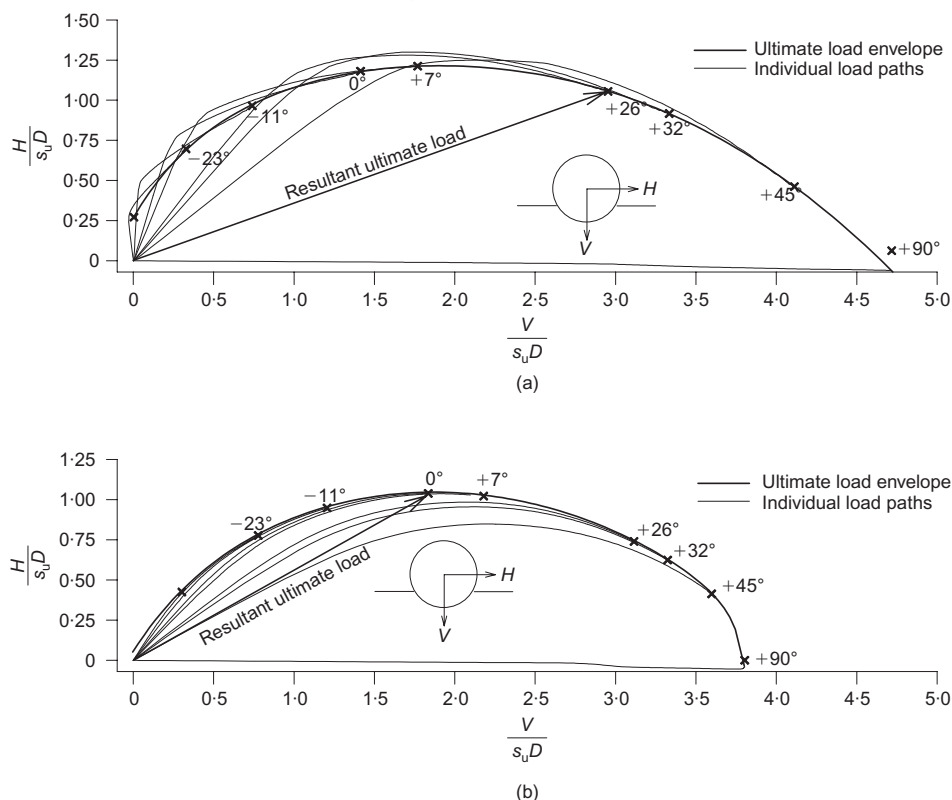 1·50
1·25
1·00
0·75
0·50
0·25
0
H
s_uD
Ultimate load envelope
Individual load paths
0°
+7°
−11°
−23°
+26°
+32°
+45°
+90°
Resultant ultimate load
H
V
0 0·5 1·0 1·5 2·0 2·5 3·0 3·5 4·0 4·5 5·0
V
s_uD
(a)
1·25
1·00
0·75
0·50
0·25
0
H
s_uD
Ultimate load envelope
Individual load paths
0°
+7°
−11°
−23°
+26°
+32°
+45°
+90°
Resultant ultimate load
H
V
0 0·5 1·0 1·5 2·0 2·5 3·0 3·5 4·0 4·5 5·0
V
s_uD
(b)